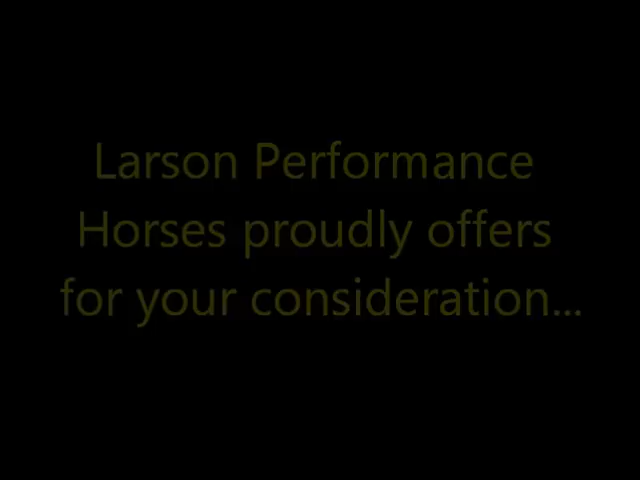 Larson Performance
Horses proudly offers
for your consideration...